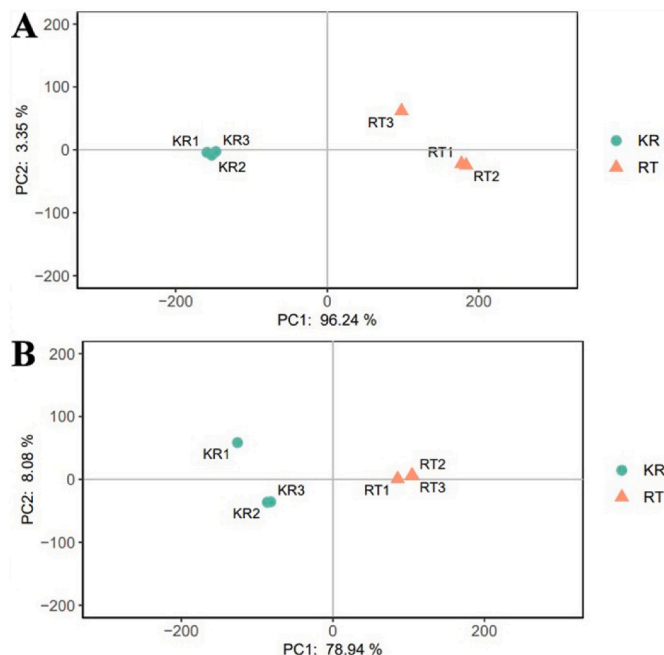 A
200
100
0
−100
−200
PC2: 3.35 %
KR1
KR3
KR2
RT3
RT1
RT2
KR
RT
−200
0
200
PC1: 96.24 %
B
200
100
0
−100
−200
PC2: 8.08 %
KR1
KR3
KR2
RT2
RT1
RT3
KR
RT
−200
0
200
PC1: 78.94 %